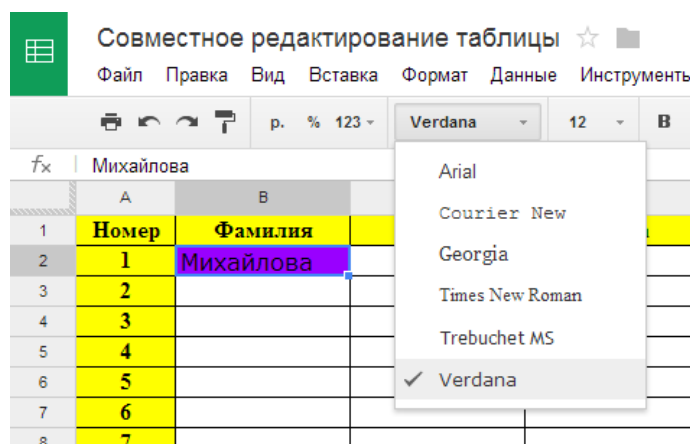 Совместное редактирование таблицы
Файл Правка Вид Вставка Формат Данные Инструменты
р. % 123 Verdana 12 B
fx Михайлова
A B
1 Номер Фамилия
2 1 Михайлова
3 2
4 3
5 4
6 5
7 6
8 7
Arial
Courier New
Georgia
Times New Roman
Trebuchet MS
Verdana